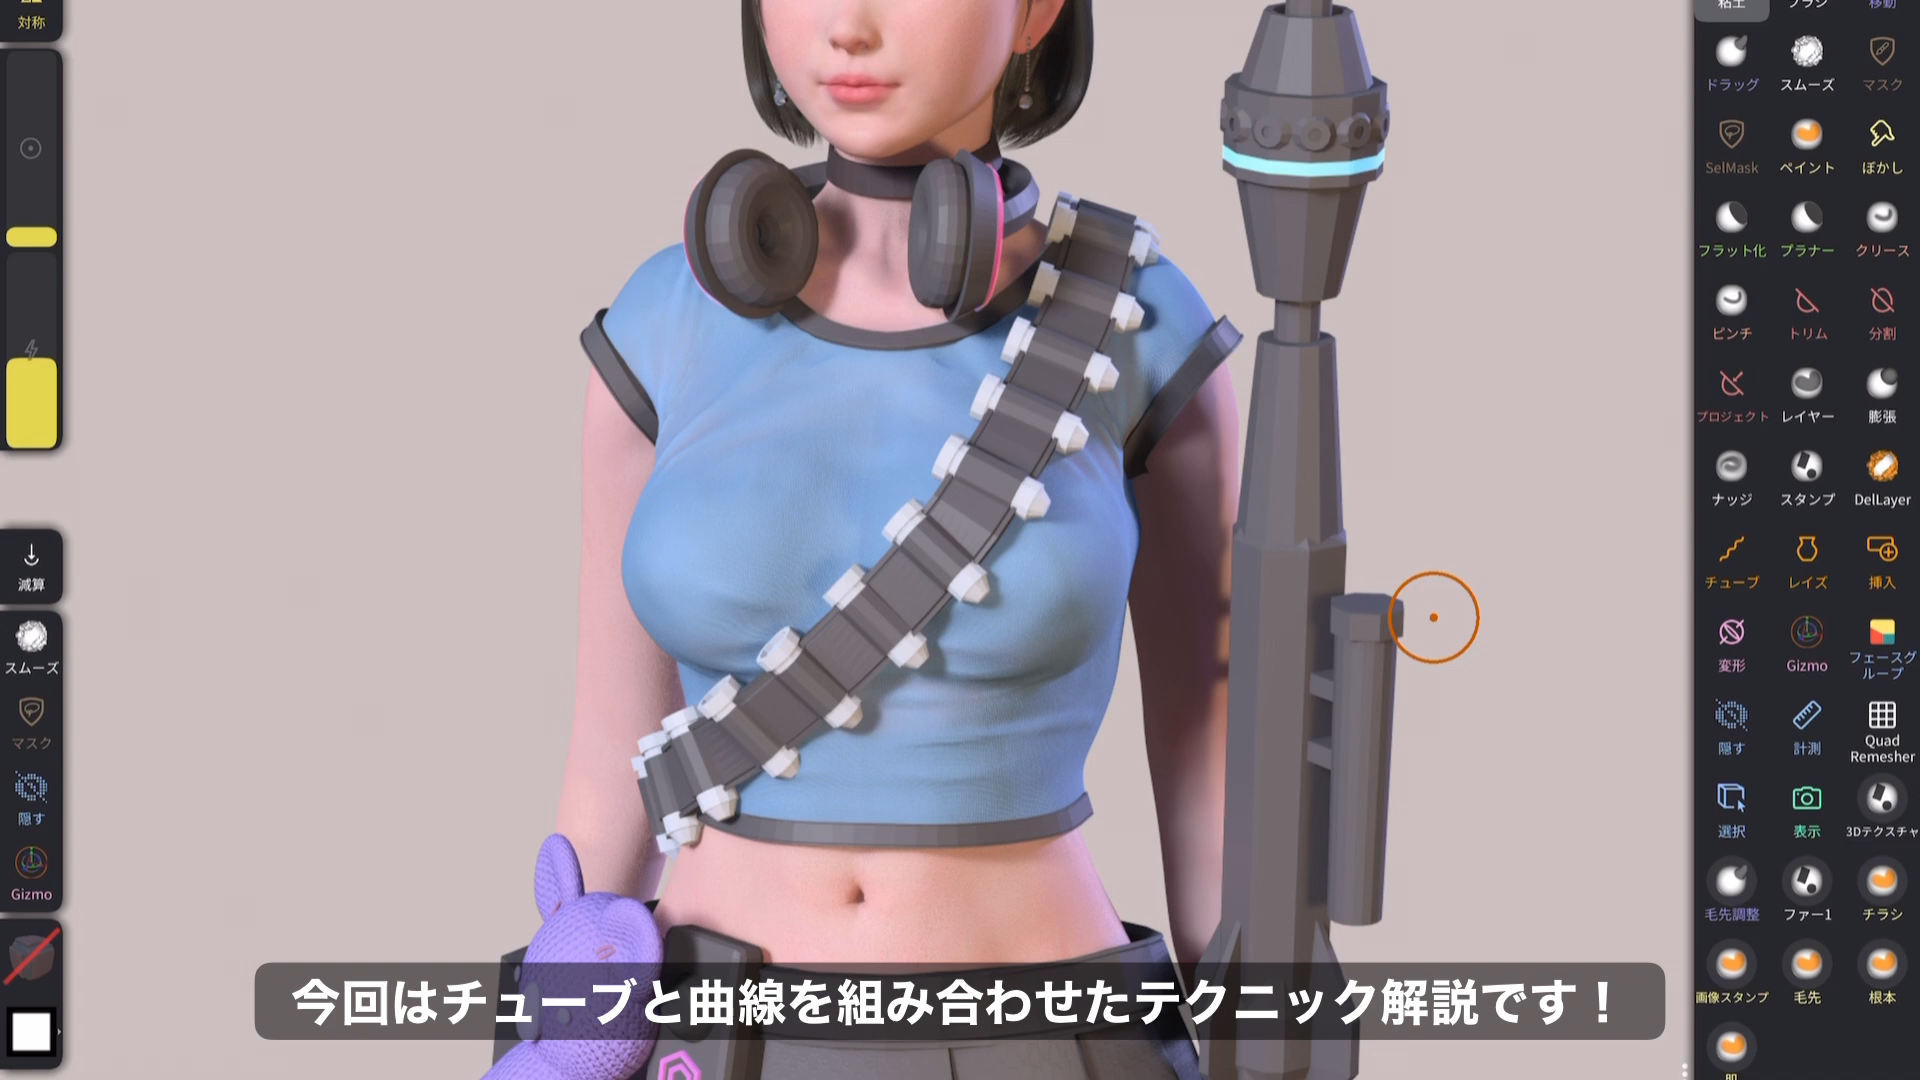 対称
減算
スムーズ
マスク
隠す
Gizmo
粘土 ブラシ 移動
ドラッグ スムーズ マスク
SelMask ペイント ぼかし
フラット化 プラナー クリース
ピンチ トリム 分割
プロジェクト レイヤー 膨張
ナッジ スタンプ DelLayer
チューブ レイズ 挿入
変形 Gizmo フェースグ
ループ
隠す 計測 Quad
Remesher
選択 表示 3Dテクスチャ
毛先調整 ファー1 チラシ
画像スタンプ 毛先 根本
今回はチューブと曲線を組み合わせたテクニック解説です！